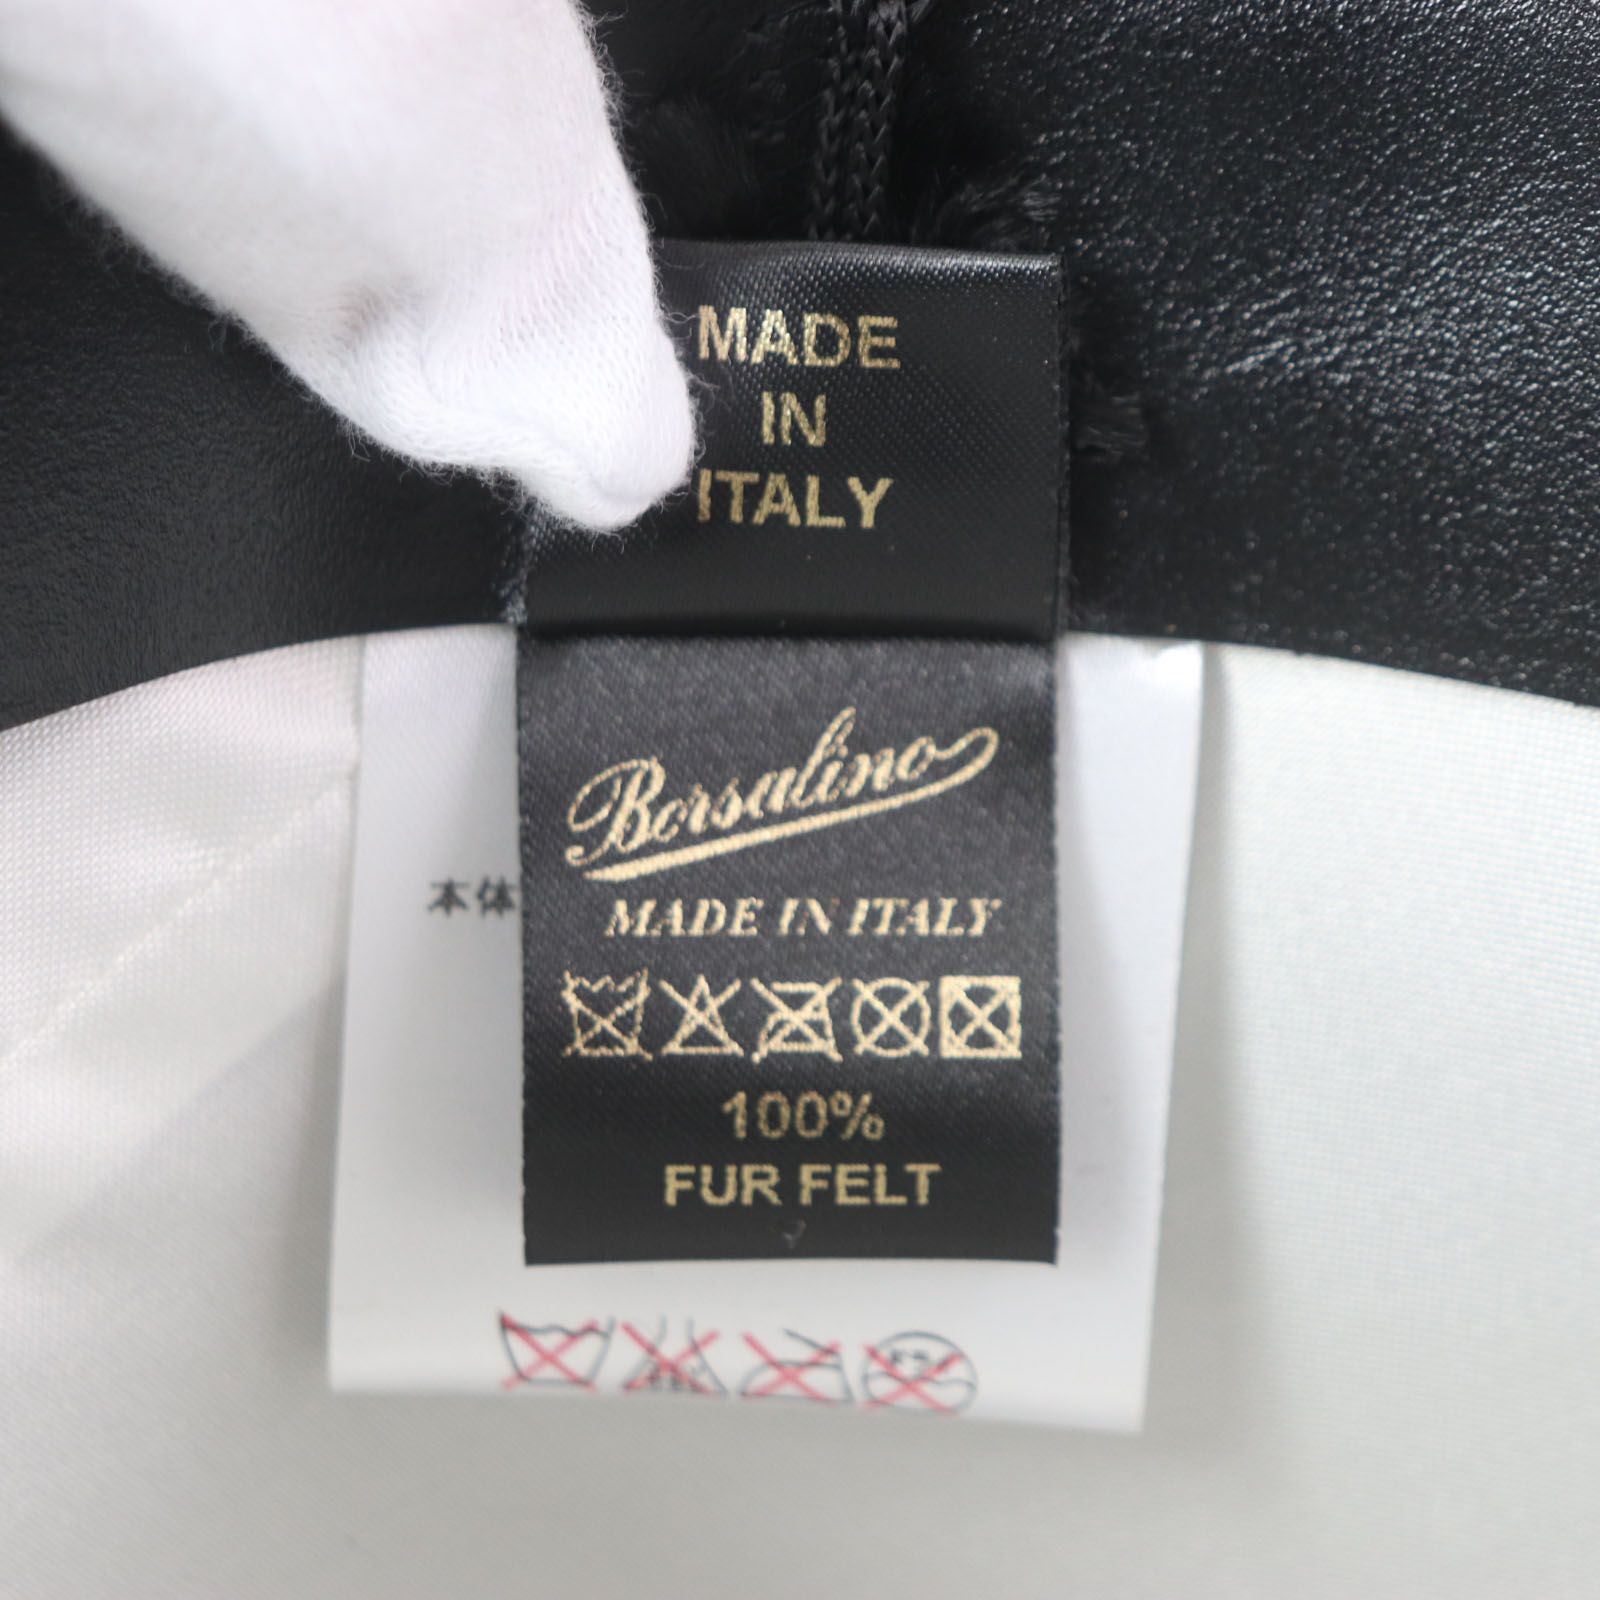 MADE
IN
ITALY
Borsalino
MADE IN ITALY
本体
100%
FUR FELT